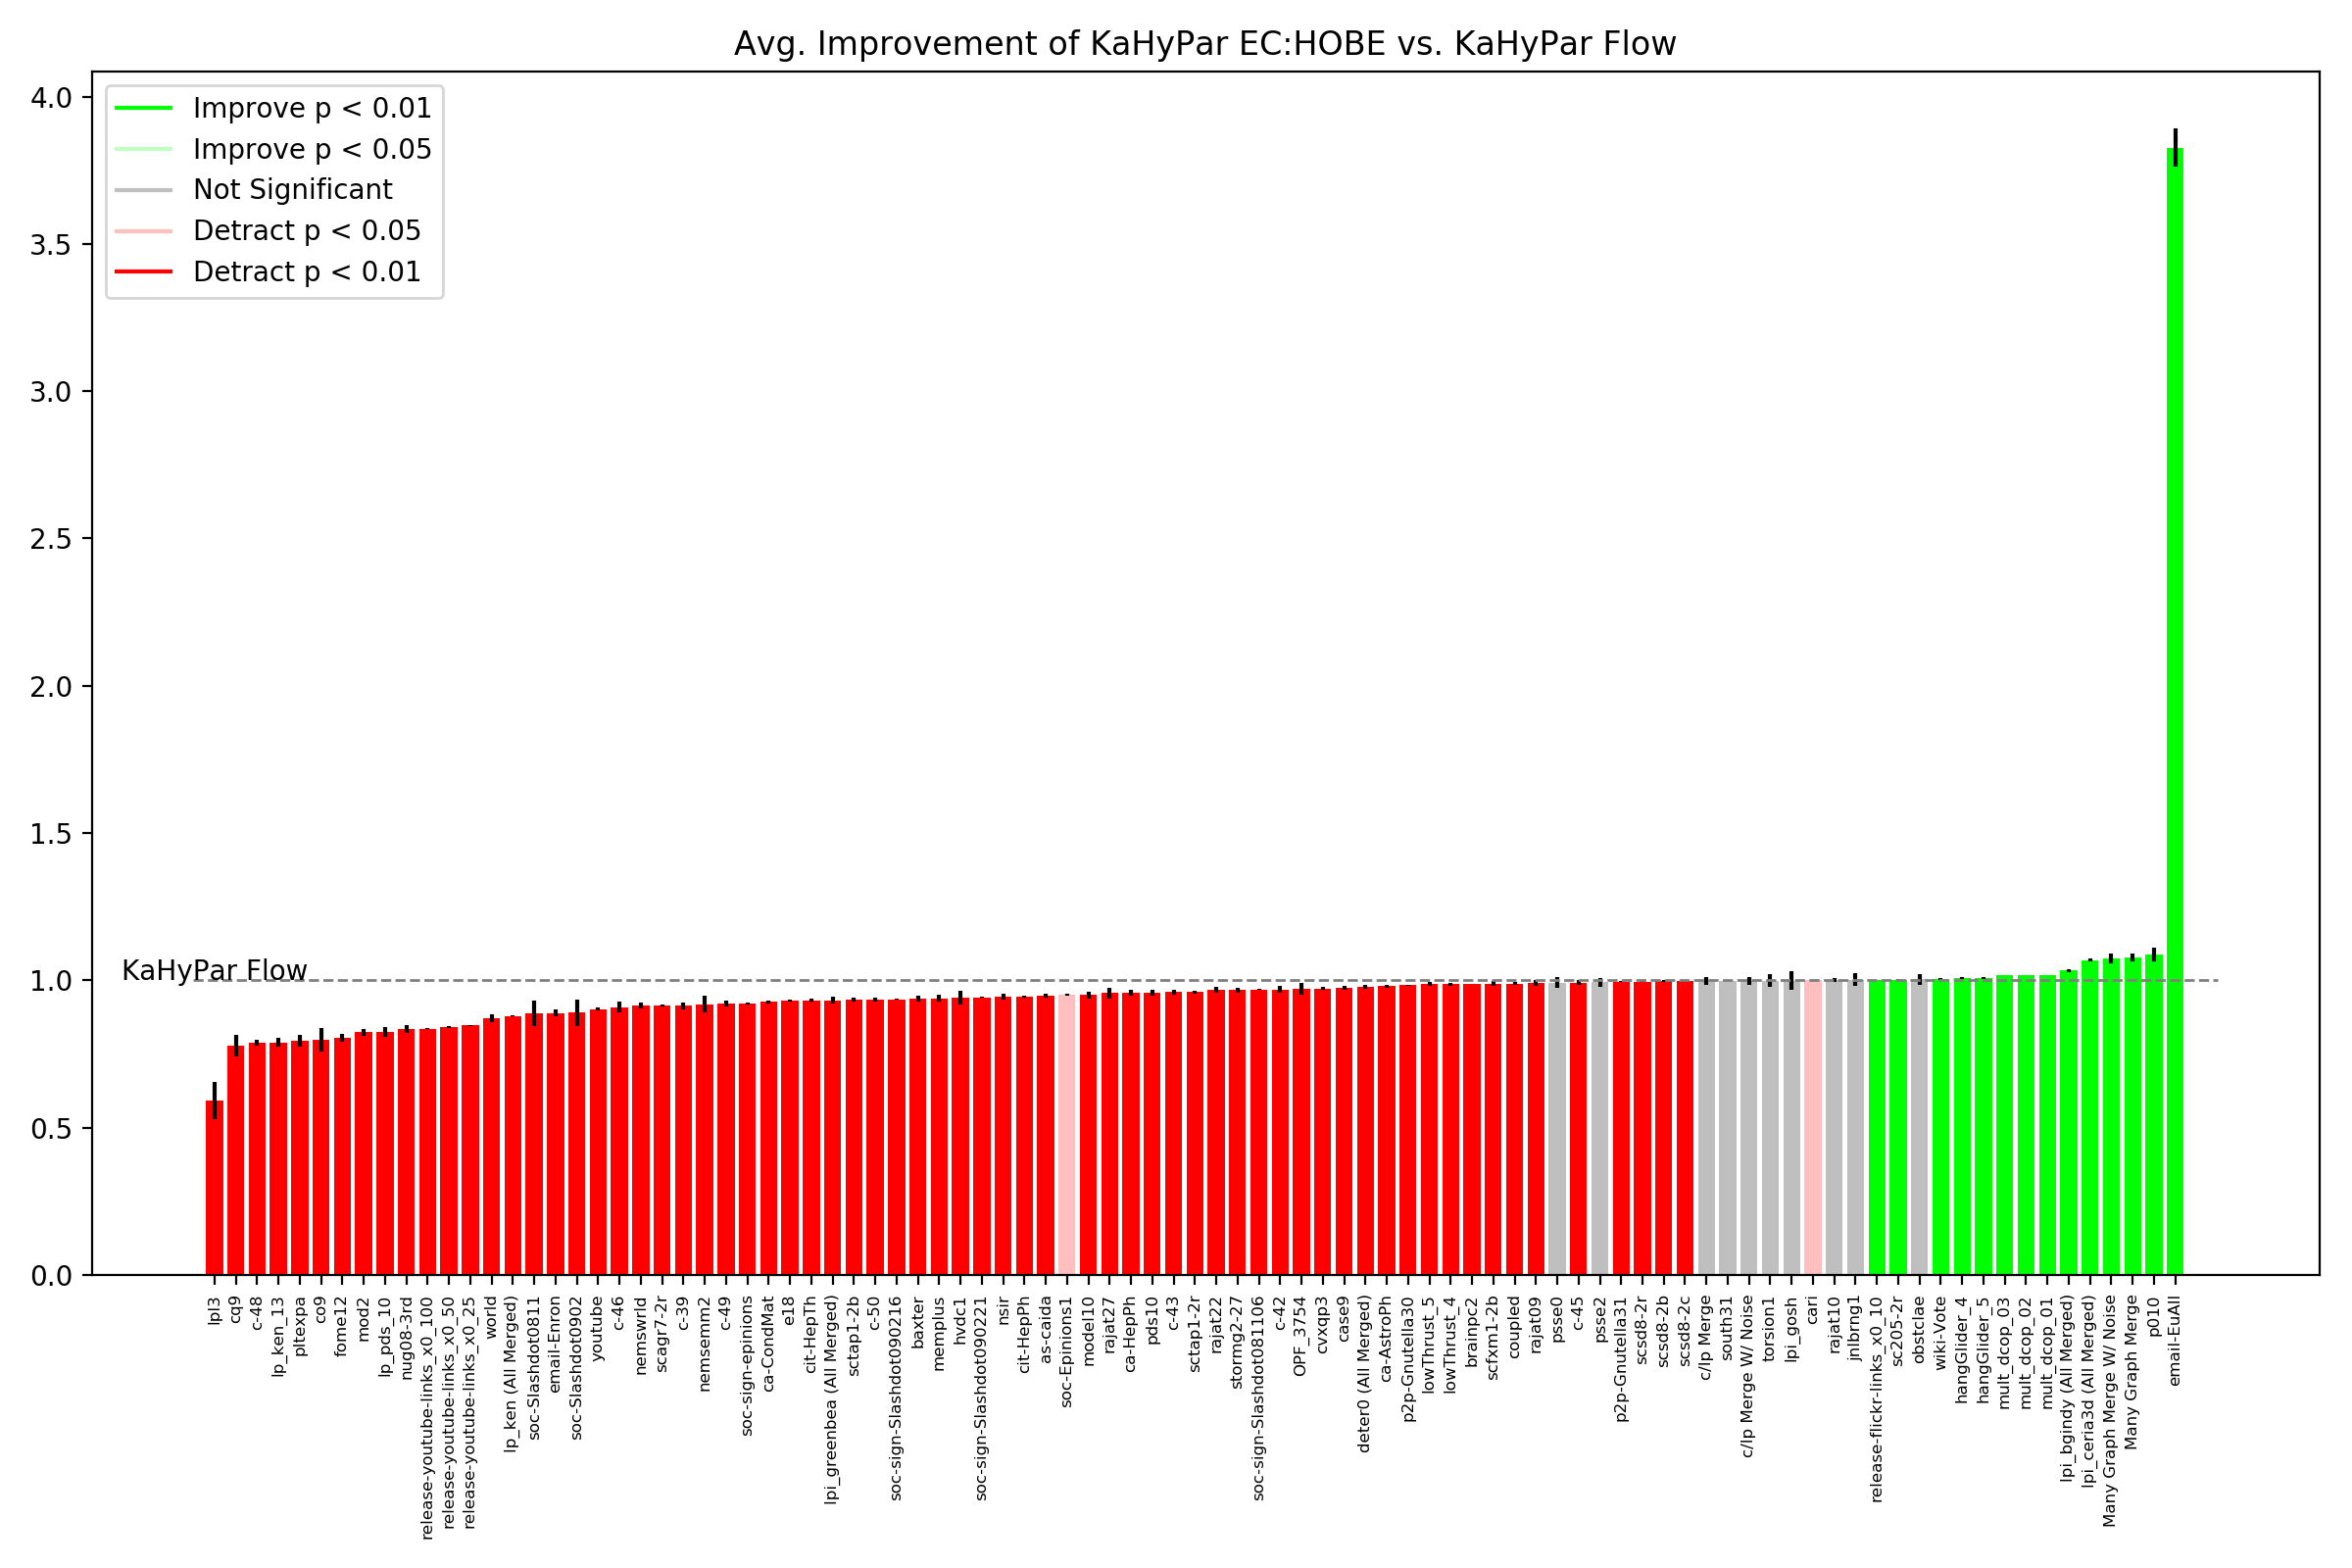 Avg. Improvement of KaHyPar EC:HOBE vs. KaHyPar Flow
4.0
3.5
3.0
2.5
2.0
1.5
1.0
0.5
0.0
Improve p < 0.01
Improve p < 0.05
Not Significant
Detract p < 0.05
Detract p < 0.01
KaHyPar Flow
lpl3
cq9
c-48
lp_ken_13
pltexpa
co9
fome12
mod2
lp_pds_10
nug08-3rd
release-youtube-links_x0_100
release-youtube-links_x0_50
release-youtube-links_x0_25
world
lp_ken (All Merged)
soc-Slashdot0811
email-Enron
soc-Slashdot0902
youtube
c-46
nemswrld
scagr7-2r
c-39
nemsemm2
c-49
soc-sign-epinions
ca-CondMat
e18
cit-HepTh
lpi_greenbea (All Merged)
sctap1-2b
c-50
soc-sign-Slashdot090216
baxter
memplus
hvdc1
soc-sign-Slashdot090221
nsir
cit-HepPh
as-caida
soc-Epinions1
model10
rajat27
ca-HepPh
pds10
c-43
sctap1-2r
rajat22
stormg2-27
soc-sign-Slashdot081106
c-42
OPF_3754
cvxqp3
case9
deter0 (All Merged)
ca-AstroPh
p2p-Gnutella30
lowThrust_5
lowThrust_4
brainpc2
scfxm1-2b
coupled
rajat09
psse0
c-45
psse2
p2p-Gnutella31
scsd8-2r
scsd8-2b
scsd8-2c
c/lp Merge
south31
c/lp Merge W/ Noise
torsion1
lpi_gosh
cari
rajat10
jnlbrng1
release-flickr-links_x0_10
sc205-2r
obstclae
wiki-Vote
hangGlider_4
hangGlider_5
mult_dcop_03
mult_dcop_02
mult_dcop_01
lpi_bgindy (All Merged)
lpi_ceria3d (All Merged)
Many Graph Merge W/ Noise
Many Graph Merge
p010
email-EuAll